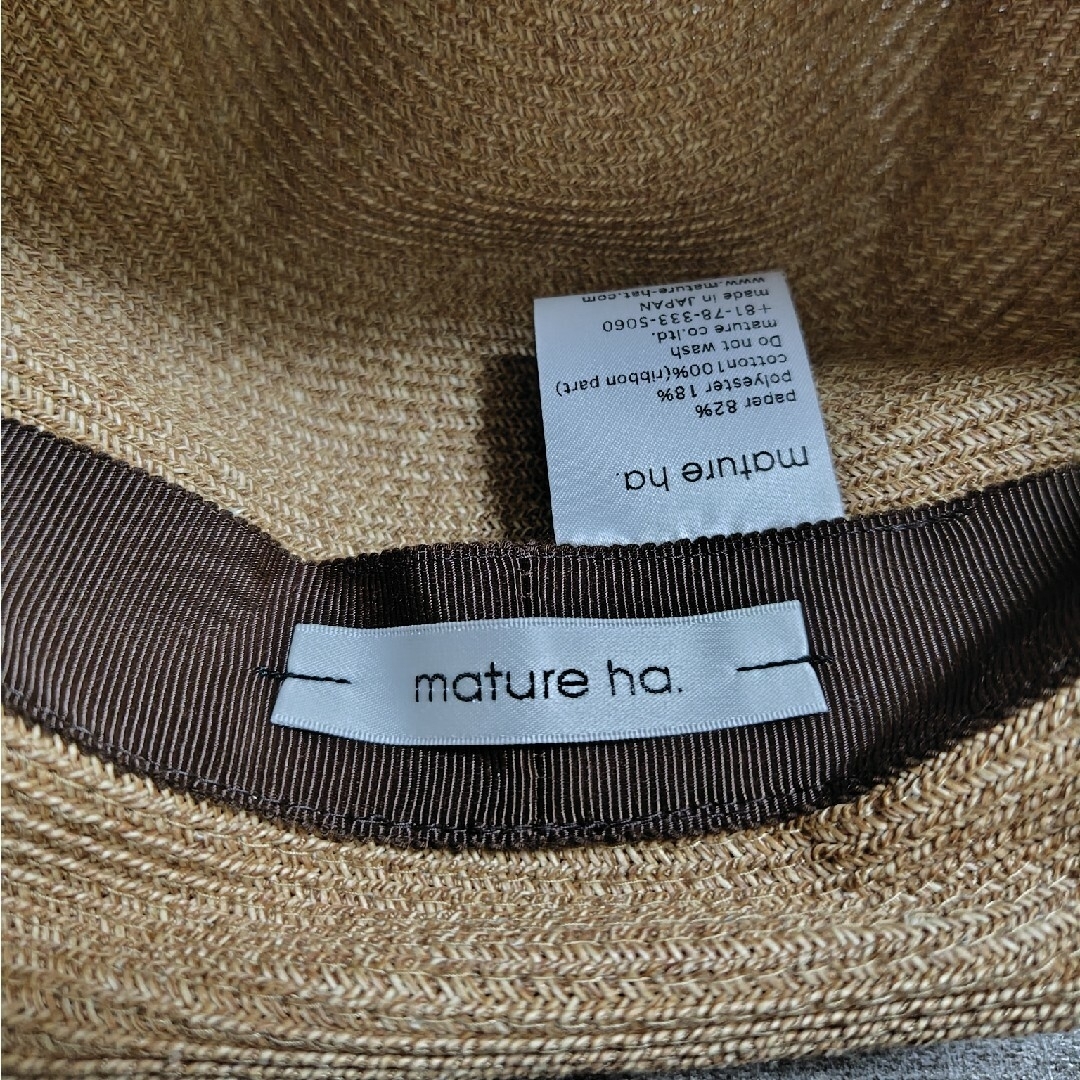 mature ha.
paper 82%
polyester 18%
cotton100%(ribbon part)
Do not wash
mature co.ltd.
+81-78-333-5060
made in JAPAN
www.mature-hat.com
mature ha.